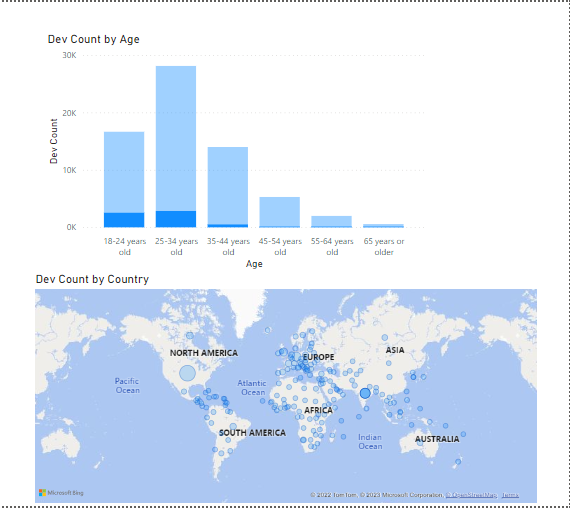 Dev Count by Age
30K
20K
10K
0K
Dev Count
18-24 years
old
25-34 years
old
35-44 years
old
45-54 years
old
55-64 years
old
65 years or
older
Age
Dev Count by Country
NORTH AMERICA
EUROPE
ASIA
Pacific
Ocean
Atlantic
Ocean
AFRICA
SOUTH AMERICA
Indian
Ocean
AUSTRALIA
Microsoft Bing
© 2022 TomTom, © 2023 Microsoft Corporation, © OpenStreetMap Terms